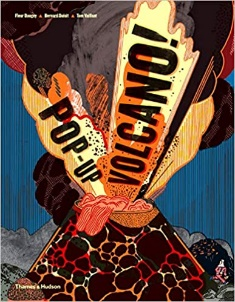 Fleur Daugey Bernard Duisit Tom Vaillant
POP-UP
VOLCANO!
Thames & Hudson